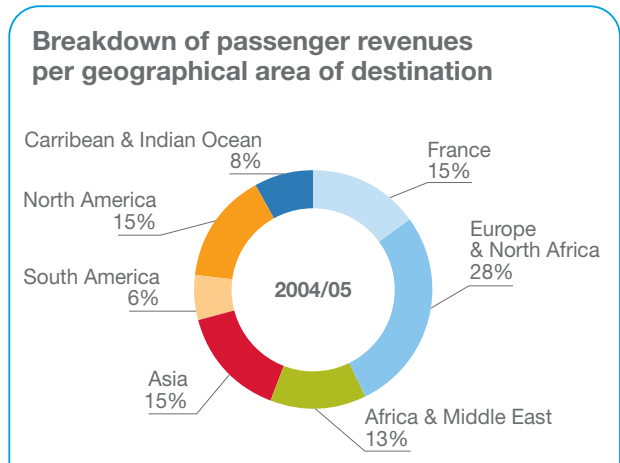 Breakdown of passenger revenues
per geographical area of destination
Carribean & Indian Ocean
8%
France
15%
North America
15%
Europe
& North Africa
28%
South America
6%
2004/05
Asia
15%
Africa & Middle East
13%